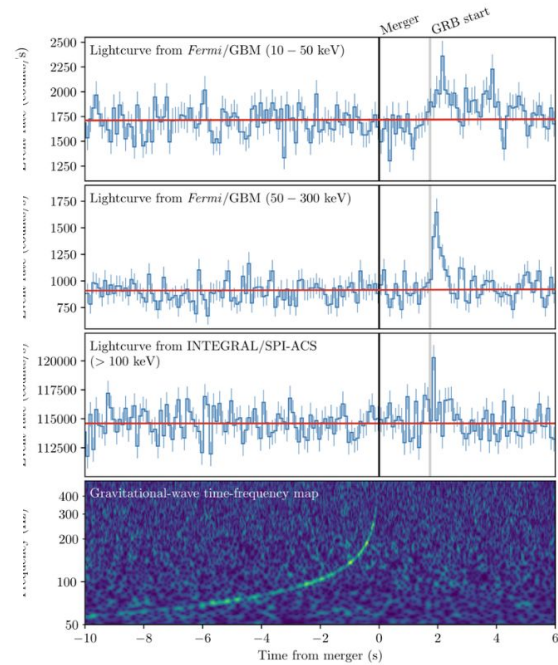 Merger
GRB start
Lightcurve from Fermi/GBM (10 − 50 keV)
2500
2250
2000
1750
1500
1250
Lightcurve from Fermi/GBM (50 − 300 keV)
1750
1500
1250
1000
750
Lightcurve from INTEGRAL/SPI-ACS
(> 100 keV)
120000
117500
115000
112500
Gravitational-wave time-frequency map
400
300
200
100
50
−10 −8 −6 −4 −2 0 2 4 6
Time from merger (s)